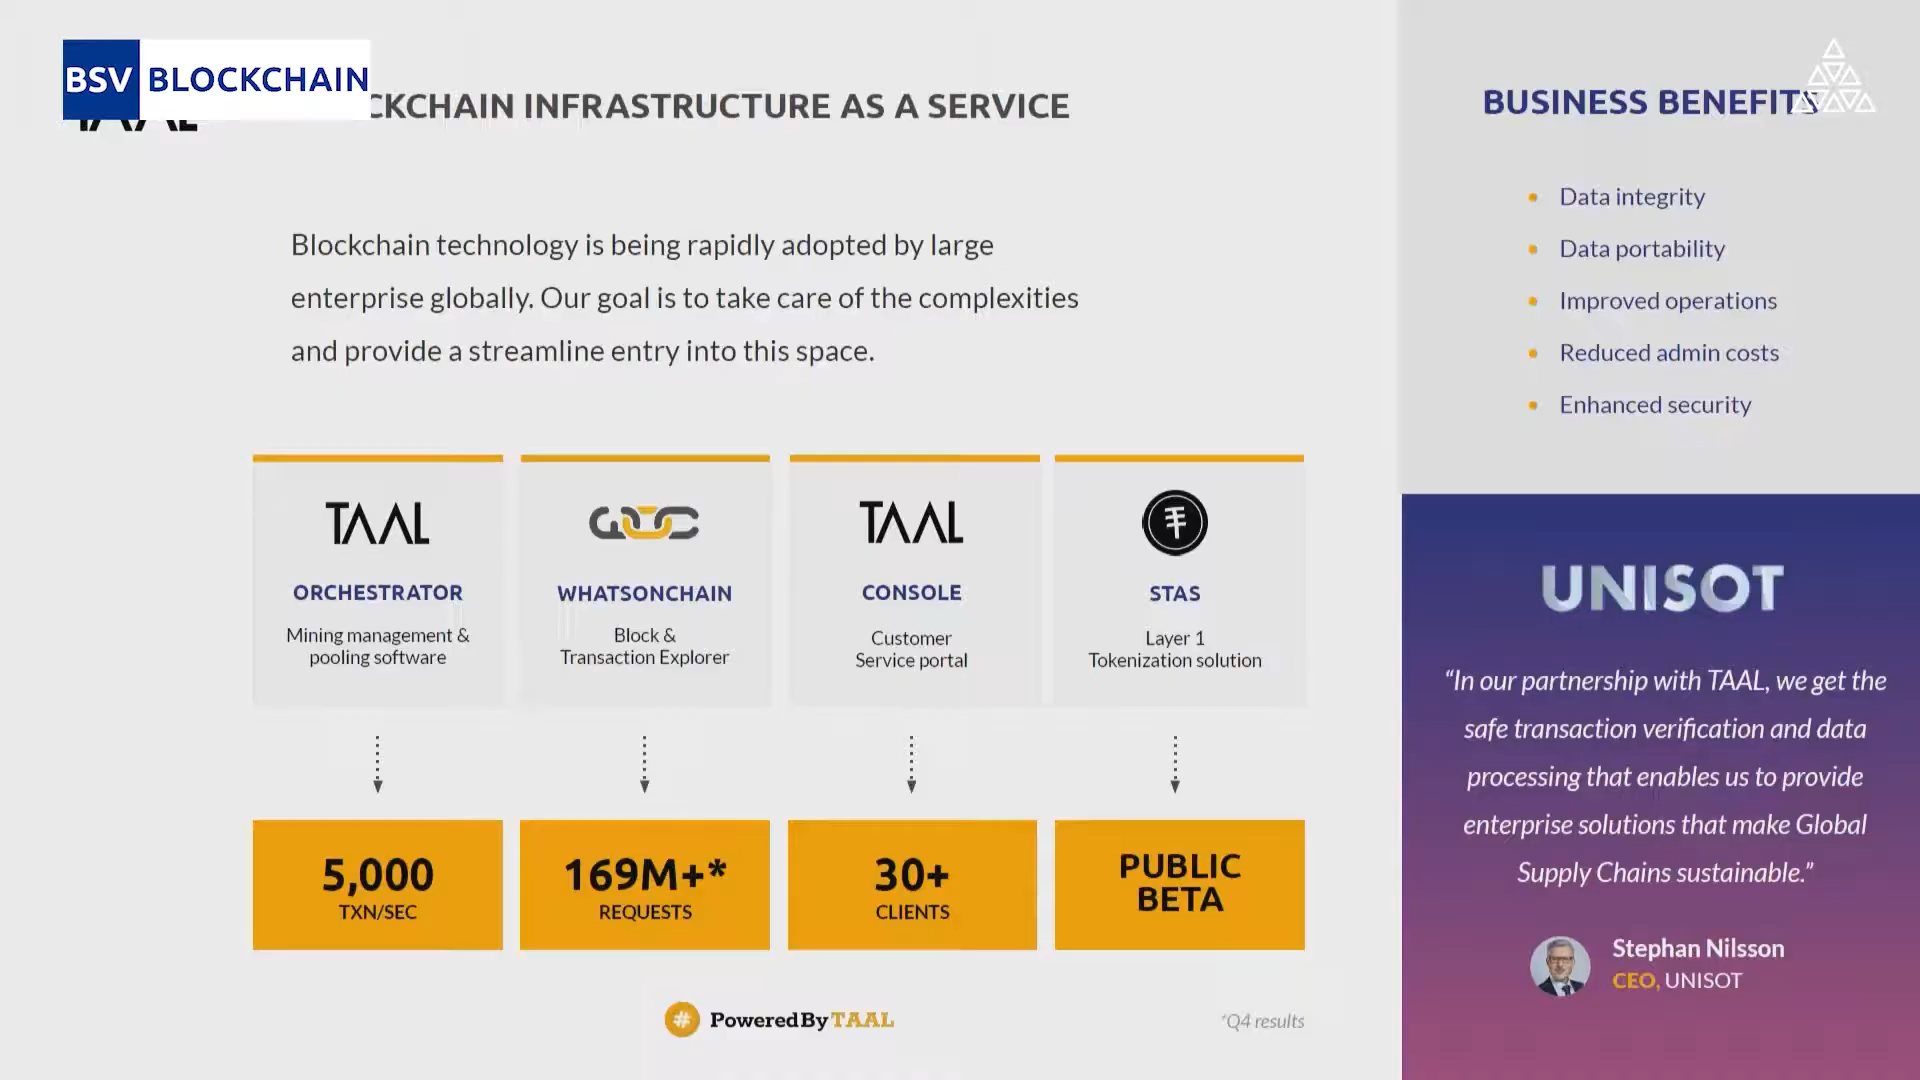 BSV BLOCKCHAIN
CKCHAIN INFRASTRUCTURE AS A SERVICE
Blockchain technology is being rapidly adopted by large
enterprise globally. Our goal is to take care of the complexities
and provide a streamline entry into this space.
TAAL
ORCHESTRATOR
Mining management &
pooling software
5,000
TXN/SEC
WHATSONCHAIN
Block &
Transaction Explorer
169M+*
REQUESTS
TAAL
CONSOLE
Customer
Service portal
30+
CLIENTS
STAS
Layer 1
Tokenization solution
PUBLIC
BETA
# PoweredByTAAL
*Q4 results
BUSINESS BENEFITS
• Data integrity
• Data portability
• Improved operations
• Reduced admin costs
• Enhanced security
UNISOT
“In our partnership with TAAL, we get the
safe transaction verification and data
processing that enables us to provide
enterprise solutions that make Global
Supply Chains sustainable.”
Stephan Nilsson
CEO, UNISOT